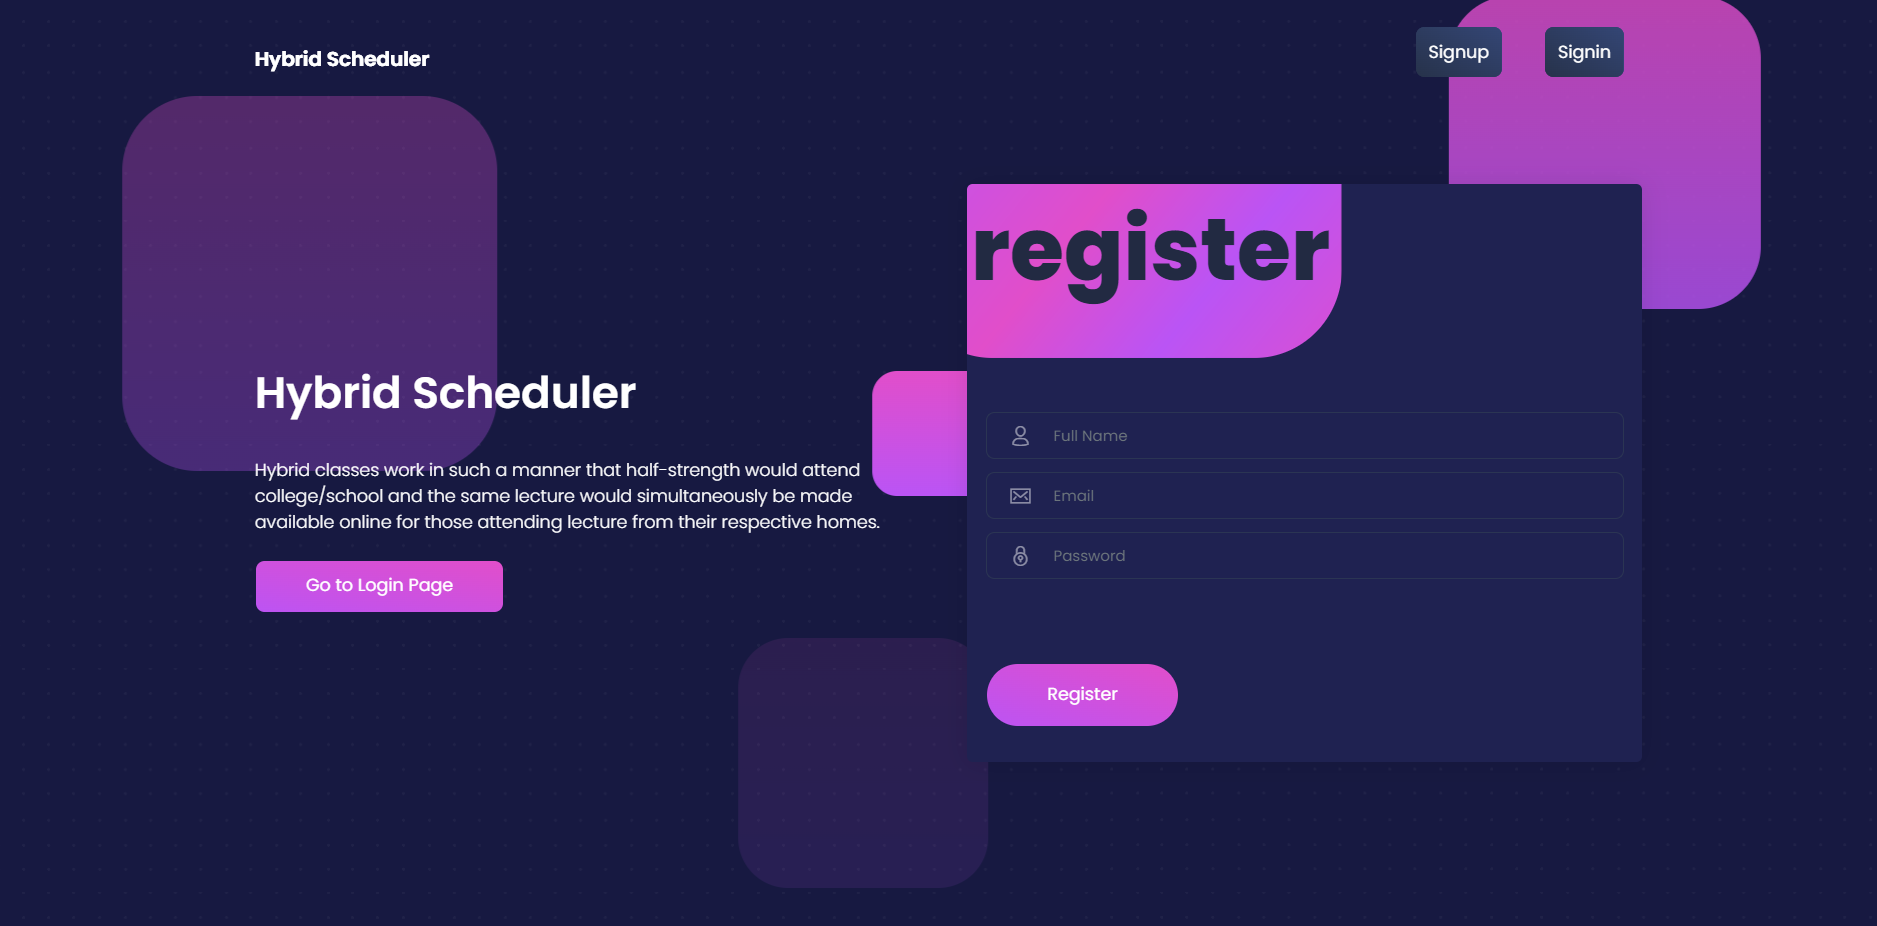 Hybrid Scheduler
Signup
Signin
Hybrid Scheduler
Hybrid classes work in such a manner that half-strength would attend
college/school and the same lecture would simultaneously be made
available online for those attending lecture from their respective homes.
Go to Login Page
register
Full Name
Email
Password
Register